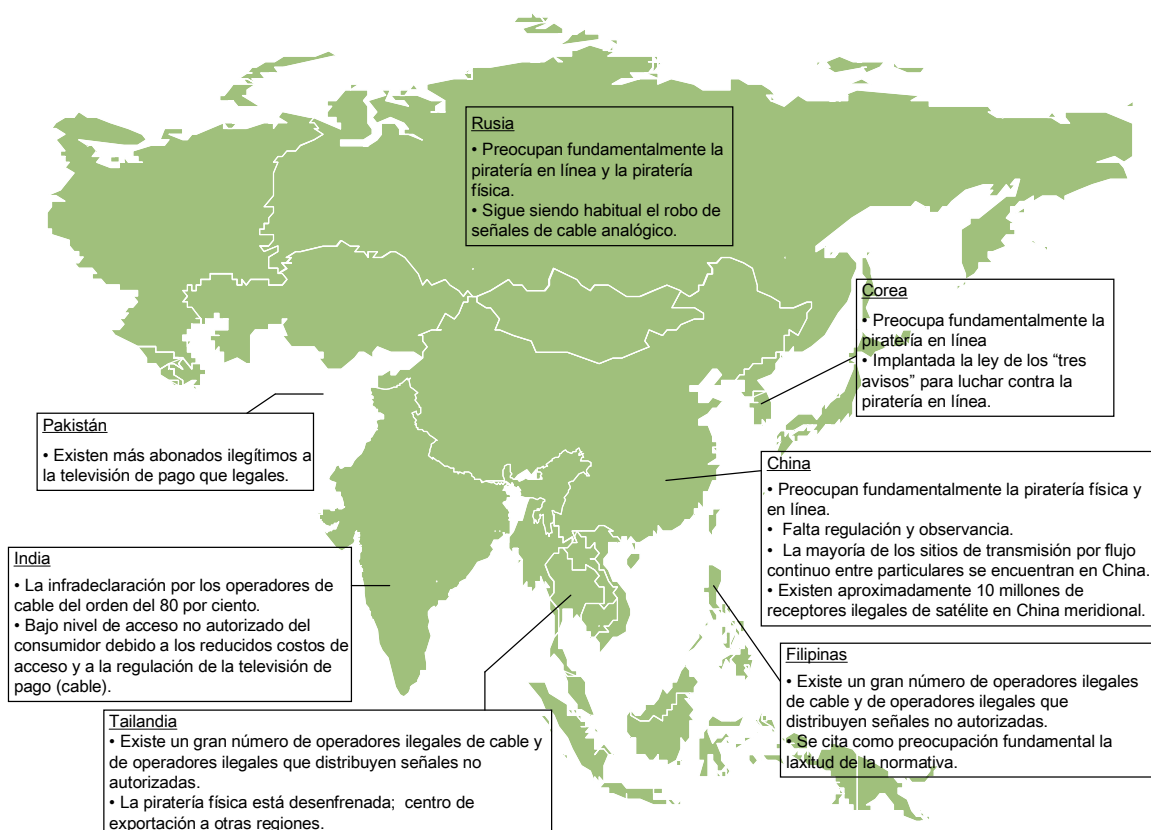 Rusia
• Preocupan fundamentalmente la
piratería en línea y la piratería
física.
• Sigue siendo habitual el robo de
señales de cable analógico.
Corea
• Preocupa fundamentalmente la
piratería en línea
• Implantada la ley de los “tres
avisos” para luchar contra la
piratería en línea.
Pakistán
• Existen más abonados ilegítimos a
la televisión de pago que legales.
China
• Preocupan fundamentalmente la piratería física y
en línea.
• Falta regulación y observancia.
• La mayoría de los sitios de transmisión por flujo
continuo entre particulares se encuentran en China.
• Existen aproximadamente 10 millones de
receptores ilegales de satélite en China meridional.
India
• La infradeclaración por los operadores de
cable del orden del 80 por ciento.
• Bajo nivel de acceso no autorizado del
consumidor debido a los reducidos costos de
acceso y a la regulación de la televisión de
pago (cable).
Filipinas
• Existe un gran número de operadores ilegales
de cable y de operadores ilegales que
distribuyen señales no autorizadas.
• Se cita como preocupación fundamental la
laxitud de la normativa.
Tailandia
• Existe un gran número de operadores ilegales de cable y
de operadores ilegales que distribuyen señales no
autorizadas.
• La piratería física está desenfrenada; centro de
exportación a otras regiones.